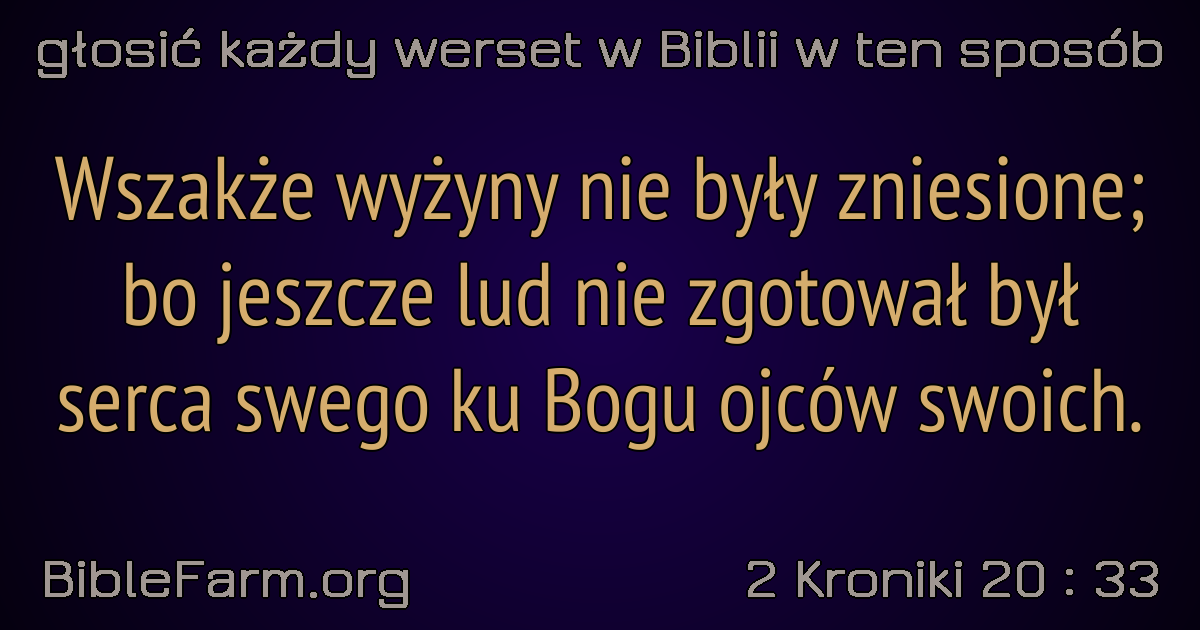 głosić każdy werset w Biblii w ten sposób
Wszakże wyżyny nie były zniesione;
bo jeszcze lud nie zgotował był
serca swego ku Bogu ojców swoich.
BibleFarm.org
2 Kroniki 20 : 33